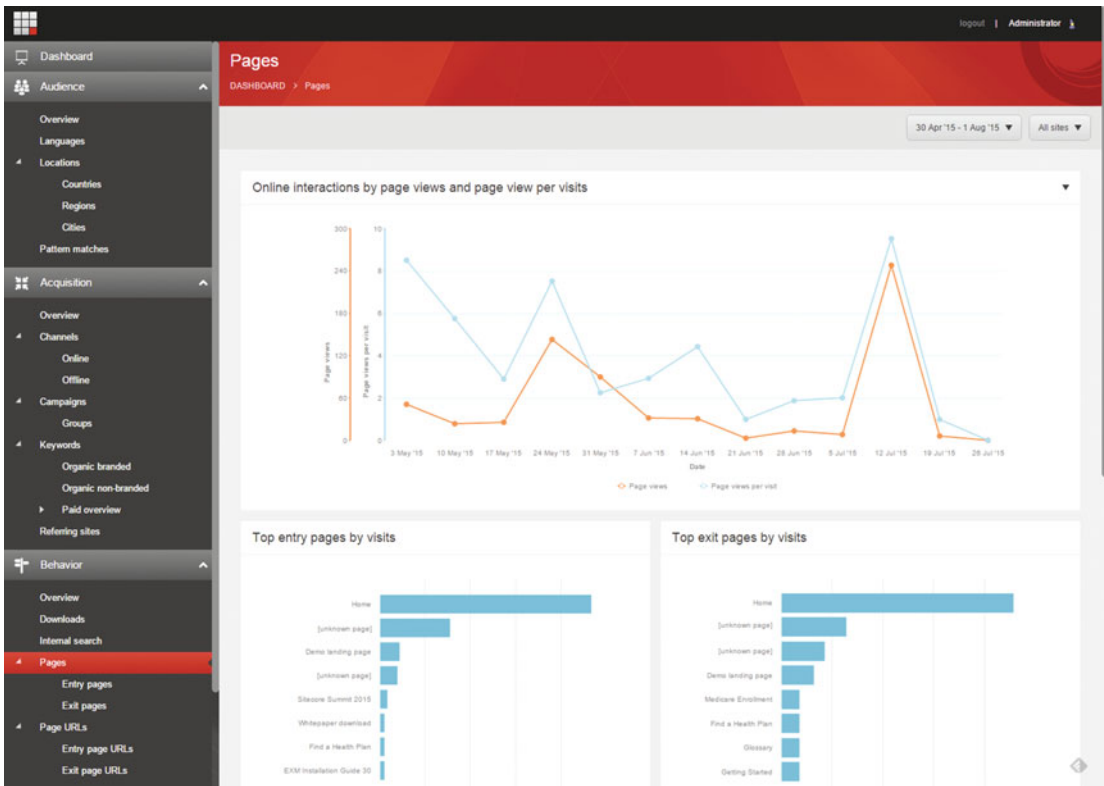 logout | Administrator
Dashboard
Audience
Overview
Languages
Locations
Countries
Regions
Cities
Pattern matches
Acquisition
Overview
Channels
Online
Offline
Campaigns
Groups
Keywords
Organic branded
Organic non-branded
Paid overview
Referring sites
Behavior
Overview
Downloads
Internal search
Pages
Entry pages
Exit pages
Page URLs
Entry page URLs
Exit page URLs
Pages
DASHBOARD > Pages
30 Apr '15 - 1 Aug '15 ▼ All sites ▼
Online interactions by page views and page view per visits
300 10
240 8
180 6
120 4
60 2
0 0
Page views
Page views per visit
3 May '15 10 May '15 17 May '15 24 May '15 31 May '15 7 Jun '15 14 Jun '15 21 Jun '15 28 Jun '15 5 Jul '15 12 Jul '15 19 Jul '15 26 Jul '15
Date
Page views Page views per visit
Top entry pages by visits
Home
[unknown page]
Demo landing page
[unknown page]
Sitecore Summit 2015
Whitepaper download
Find a Health Plan
EXM Installation Guide 30
Top exit pages by visits
Home
[unknown page]
[unknown page]
Demo landing page
Medicare Enrollment
Find a Health Plan
Glossary
Getting Started